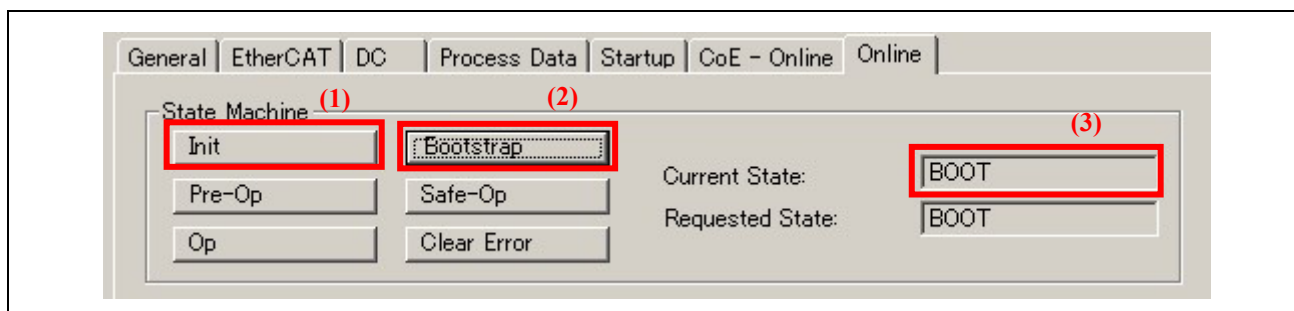 General EtherCAT DC Process Data Startup CoE - Online Online
State Machine (1) (2) (3)
Init Bootstrap
Current State: BOOT
Pre-Op Safe-Op
Requested State: BOOT
Op Clear Error